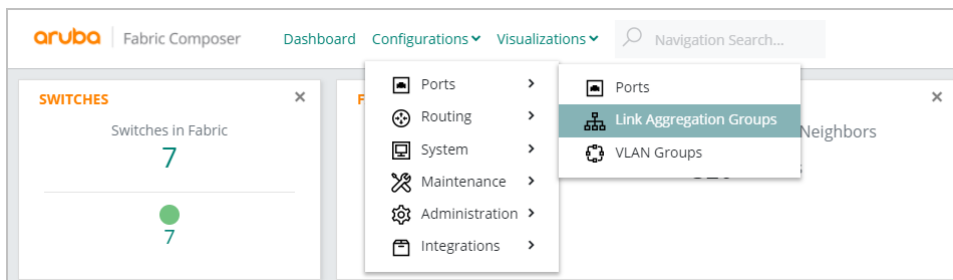 aruba Fabric Composer Dashboard Configurations Visualizations Navigation Search...
SWITCHES
Switches in Fabric
7
7
Ports
Routing
System
Maintenance
Administration
Integrations
Ports
Link Aggregation Groups
VLAN Groups
Neighbors